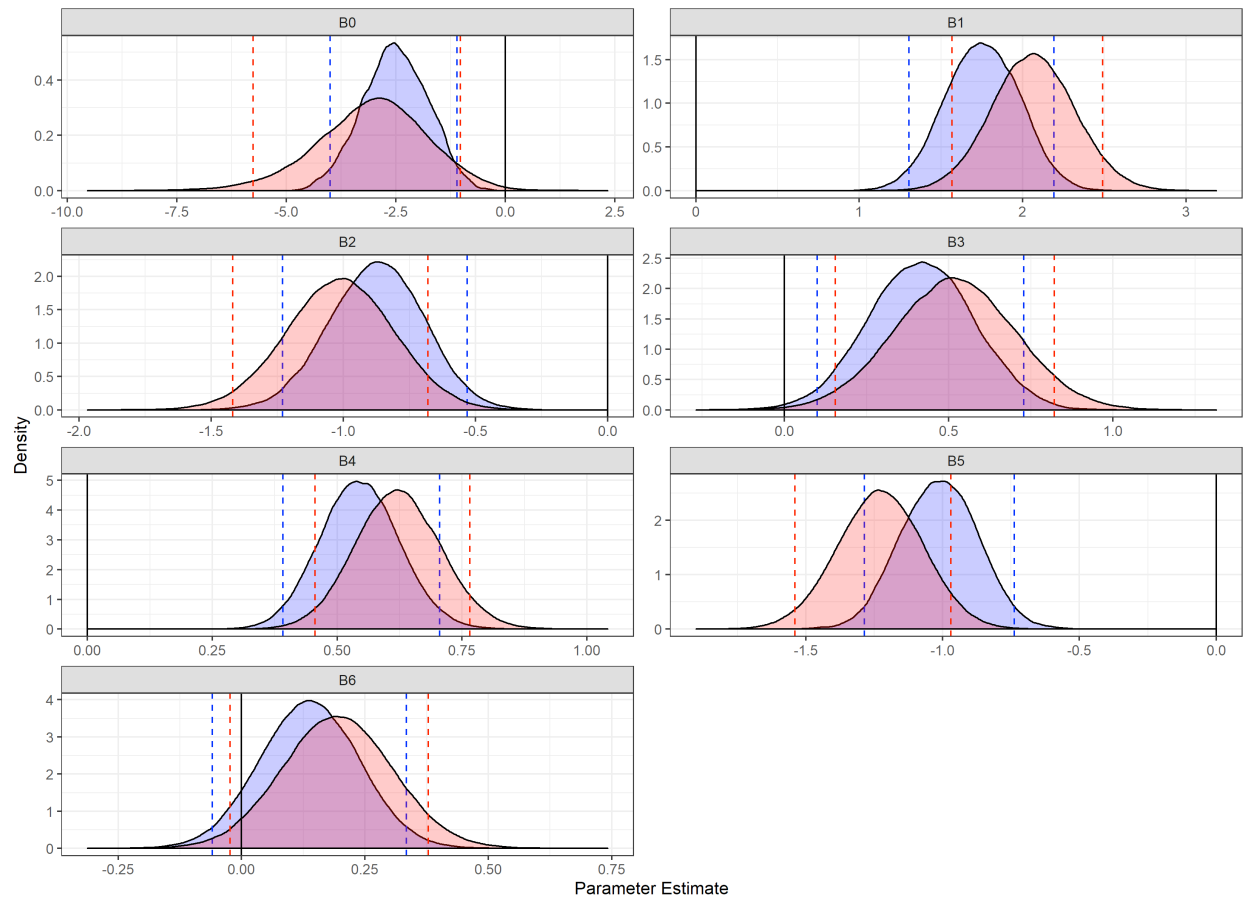 B0
B1
0.4
0.2
0.0
1.5
1.0
0.5
0.0
-10.0 -7.5 -5.0 -2.5 0.0 2.5
0 1 2 3
B2
B3
2.0
1.5
1.0
0.5
0.0
2.5
2.0
1.5
1.0
0.5
0.0
-2.0 -1.5 -1.0 -0.5 0.0
0.0 0.5 1.0
Density
B4
B5
5
4
3
2
1
0
2
1
0
0.00 0.25 0.50 0.75 1.00
-1.5 -1.0 -0.5 0.0
B6
4
3
2
1
0
-0.25 0.00 0.25 0.50 0.75
Parameter Estimate